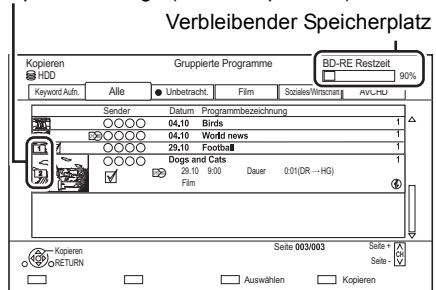 Verbleibender Speicherplatz
Kopieren Gruppierte Programme BD-RE Restzeit
HDD 90%
Keyword Aufn. Alle Unbetracht. Film Soziales/Wirtschaft AVCHD
Sender Datum Programmbezeichnung
04.10 Birds 1
04.10 World news 1
1 29.10 Football 1
Dogs and Cats 1
2 29.10 9:00 Dauer 0:01(DR → HG)
Film
Kopieren Seite 003/003 Seite + CH
RETURN Seite -
Auswählen Kopieren